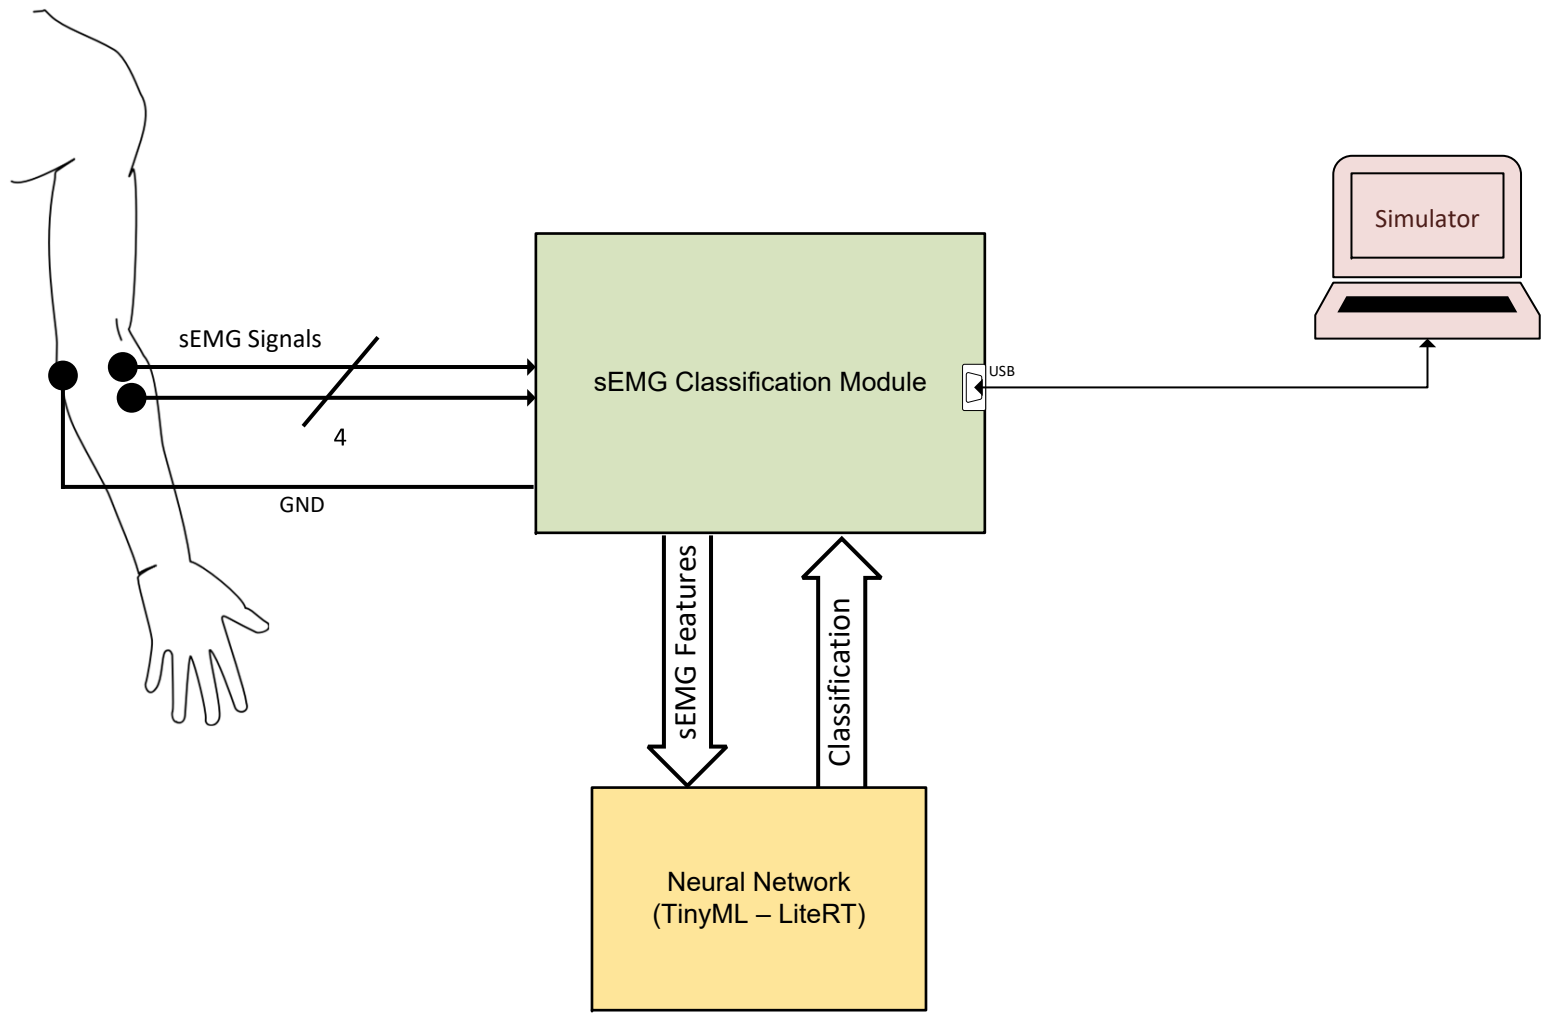 Simulator
sEMG Signals
USB
sEMG Classification Module
4
GND
sEMG Features
Classification
Neural Network
(TinyML – LiteRT)